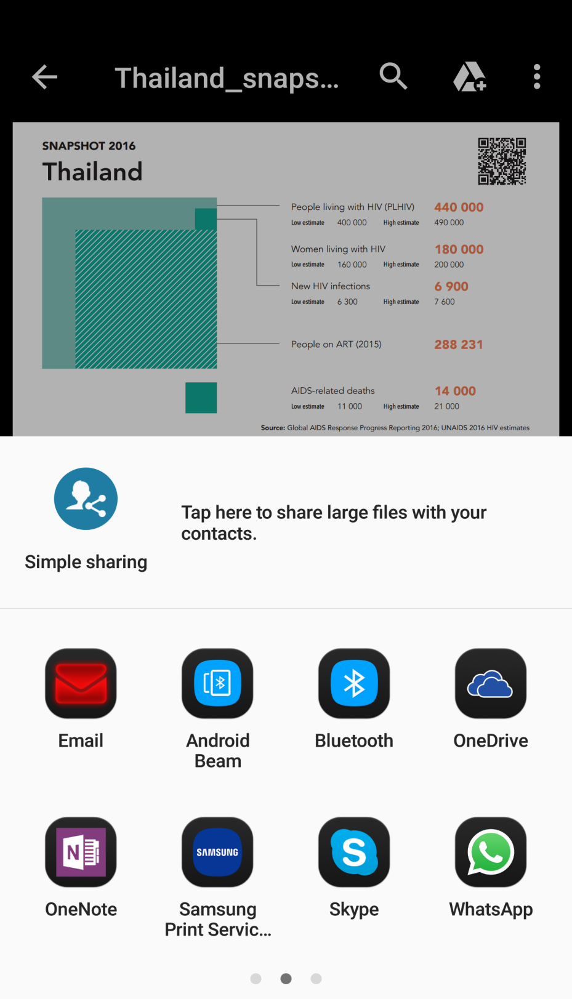 Thailand_snaps...
SNAPSHOT 2016
Thailand
People living with HIV (PLHIV) 440 000
Low estimate 400 000 High estimate 490 000
Women living with HIV 180 000
Low estimate 160 000 High estimate 200 000
New HIV infections 6 900
Low estimate 6 300 High estimate 7 600
People on ART (2015) 288 231
AIDS-related deaths 14 000
Low estimate 11 000 High estimate 21 000
Source: Global AIDS Response Progress Reporting 2016; UNAIDS 2016 HIV estimates
Tap here to share large files with your
contacts.
Simple sharing
Email
Android
Beam
Bluetooth
OneDrive
N
OneNote
SAMSUNG
Samsung
Print Servic...
S
Skype
WhatsApp